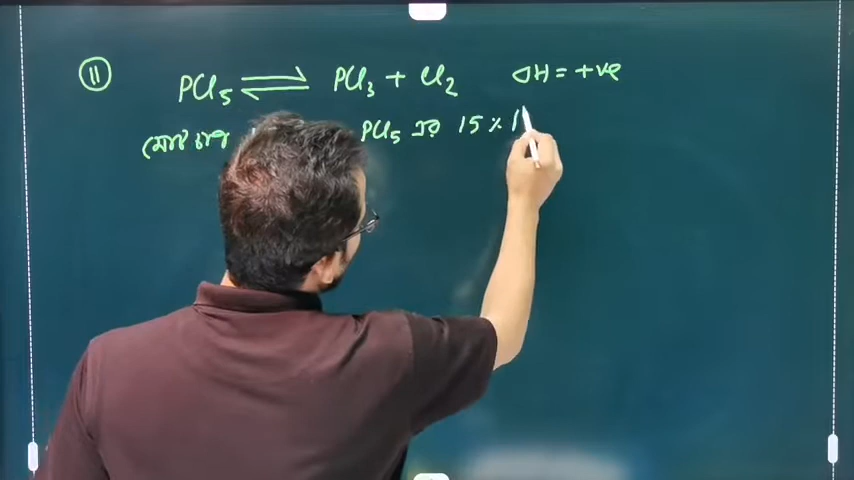 11
PCl₅ ⇌ PCl₃ + Cl₂ ΔH = +ve
PCl₅ এর 15%